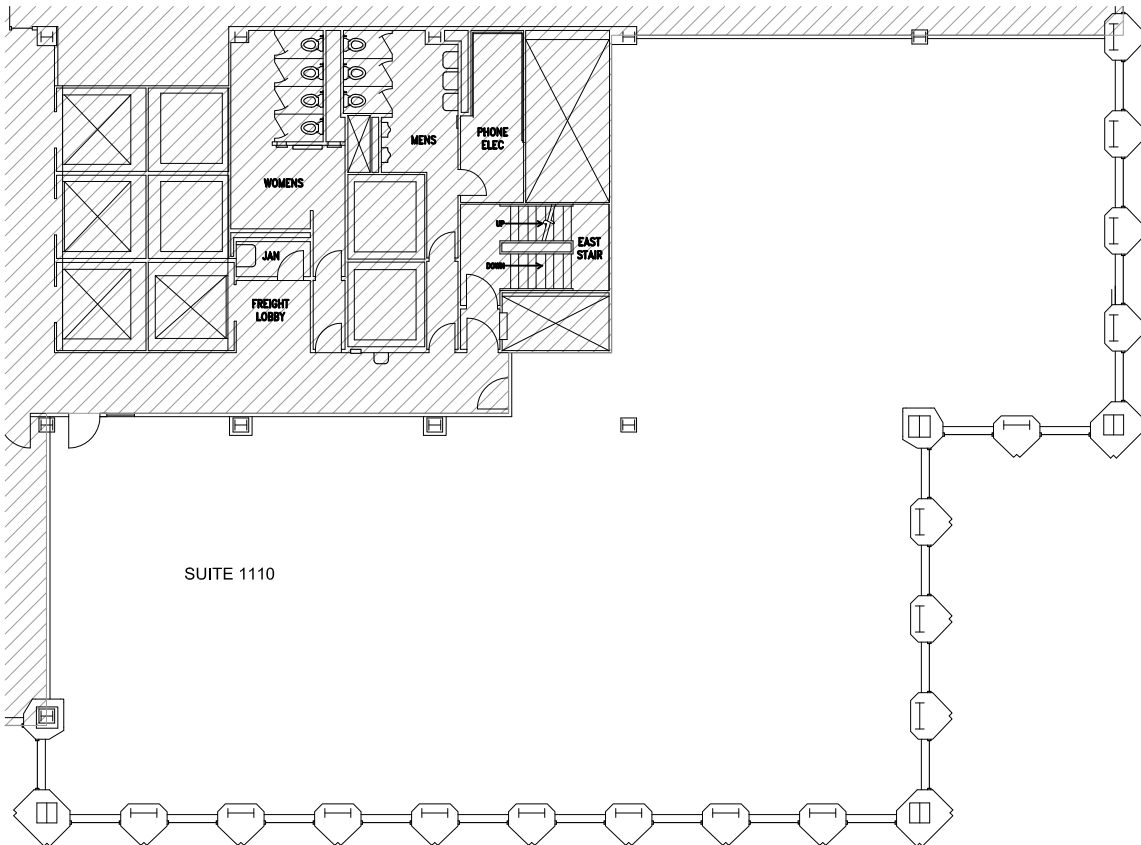 MENS
PHONE
ELEC
WOMENS
UP
EAST
STAIR
JAN
DOWN
FREIGHT
LOBBY
SUITE 1110